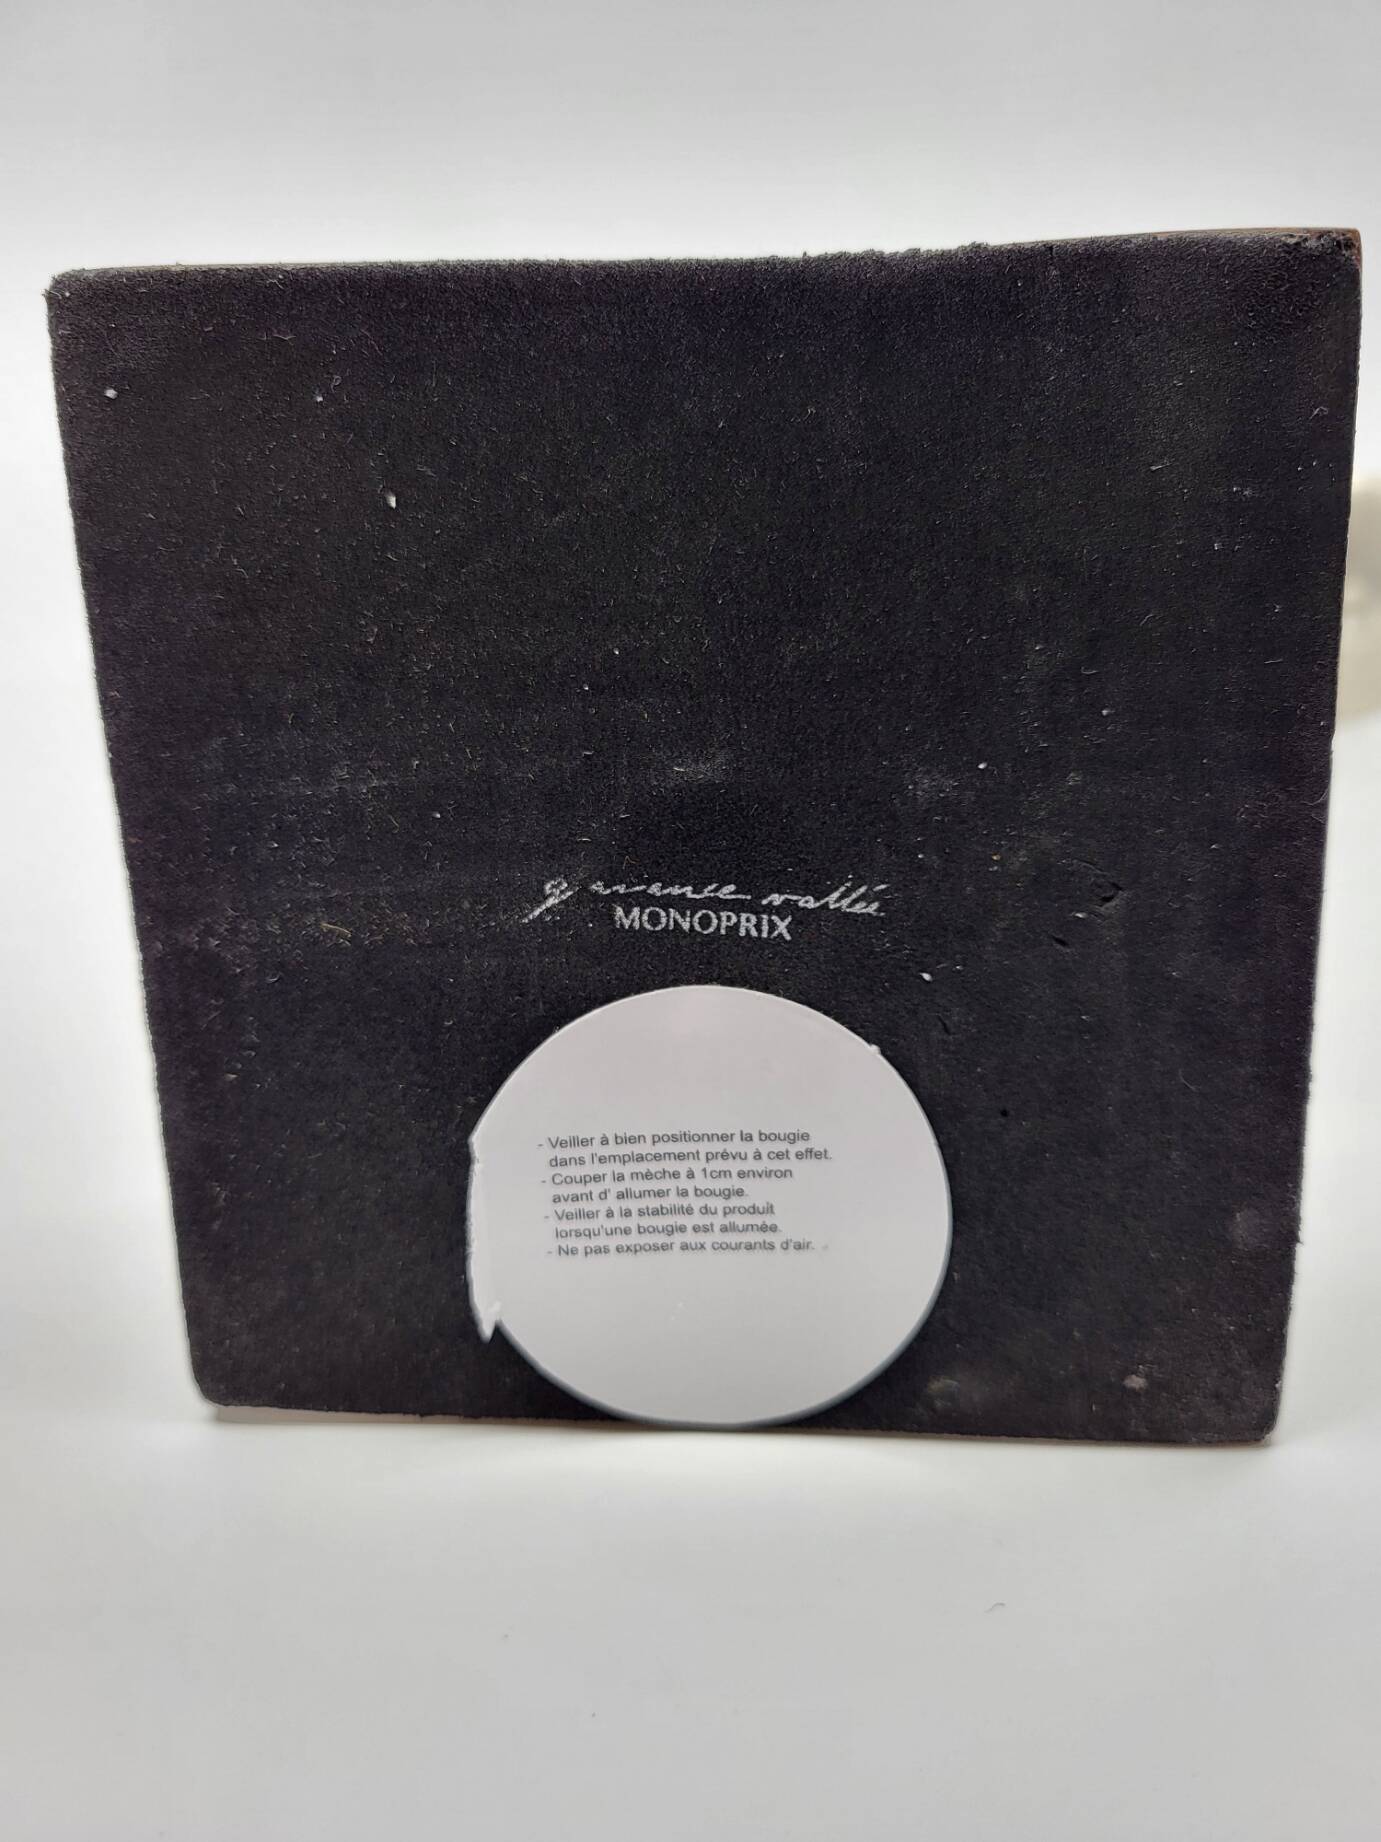 garance vallée
MONOPRIX
- Veiller à bien positionner la bougie
dans l'emplacement prévu à cet effet.
- Couper la mèche à 1cm environ
avant d' allumer la bougie.
- Veiller à la stabilité du produit
lorsqu'une bougie est allumée.
- Ne pas exposer aux courants d'air.